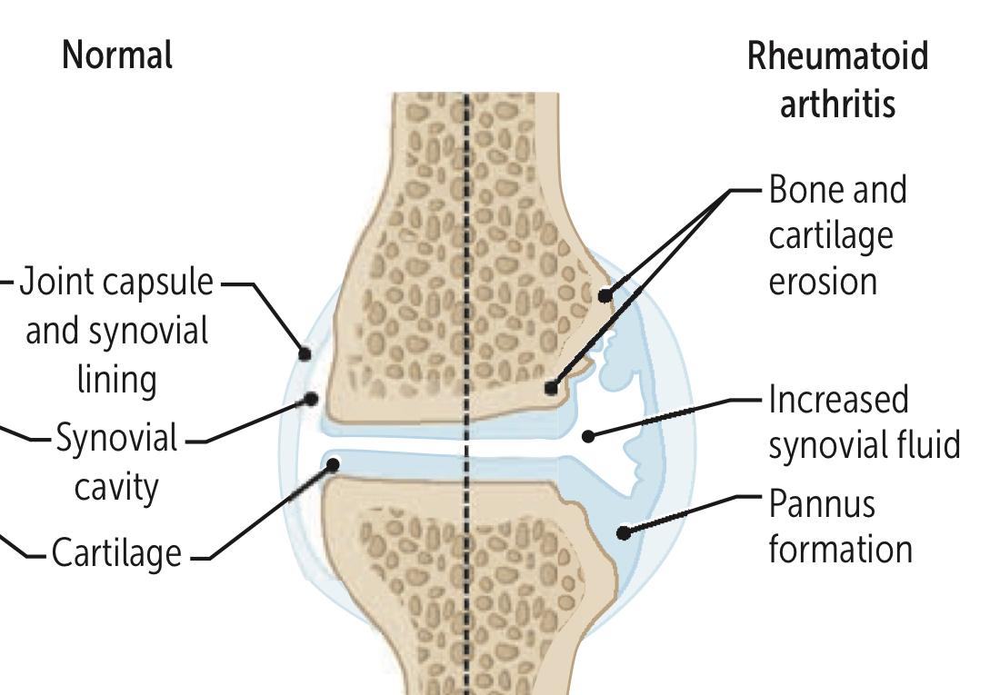 Normal
Rheumatoid
arthritis
Joint capsule
and synovial
lining
Synovial
cavity
Cartilage
Bone and
cartilage
erosion
Increased
synovial fluid
Pannus
formation